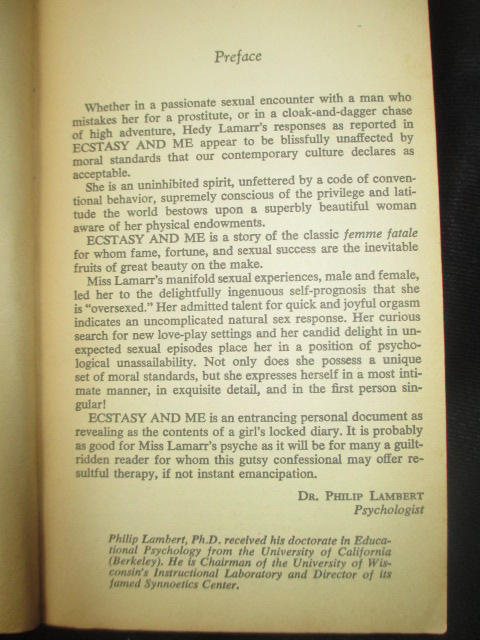 Preface
Whether in a passionate sexual encounter with a man who
mistakes her for a prostitute, or in a cloak-and-dagger chase
of high adventure, Hedy Lamarr's responses as reported in
ECSTASY AND ME appear to be blissfully unaffected by
moral standards that our contemporary culture declares as
acceptable.
She is an uninhibited spirit, unfettered by a code of conven-
tional behavior, supremely conscious of the privilege and lati-
tude the world bestows upon a superbly beautiful woman
aware of her physical endowments.
ECSTASY AND ME is a story of the classic femme fatale
for whom fame, fortune, and sexual success are the inevitable
fruits of great beauty on the make.
Miss Lamarr's manifold sexual experiences, male and female,
led her to the delightfully ingenuous self-prognosis that she
is "oversexed." Her admitted talent for quick and joyful orgasm
indicates an uncomplicated natural sex response. Her curious
search for new love-play settings and her candid delight in un-
expected sexual episodes place her in a position of psycho-
logical unassailability. Not only does she possess a unique
set of moral standards, but she expresses herself in a most inti-
mate manner, in exquisite detail, and in the first person sin-
gular!
ECSTASY AND ME is an entrancing personal document as
revealing as the contents of a girl's locked diary. It is probably
as good for Miss Lamarr's psyche as it will be for many a guilt-
ridden reader for whom this gutsy confessional may offer re-
sultful therapy, if not instant emancipation.
DR. PHILIP LAMBERT
Psychologist
Philip Lambert, Ph.D. received his doctorate in Educa-
tional Psychology from the University of California
(Berkeley). He is Chairman of the University of Wis-
consin's Instructional Laboratory and Director of its
famed Synnoetics Center.